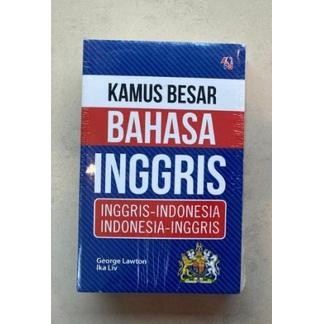 KAMUS BESAR
BAHASA
INGGRIS
INGGRIS-INDONESIA
INDONESIA-INGGRIS
George Lawton
Ika Liv